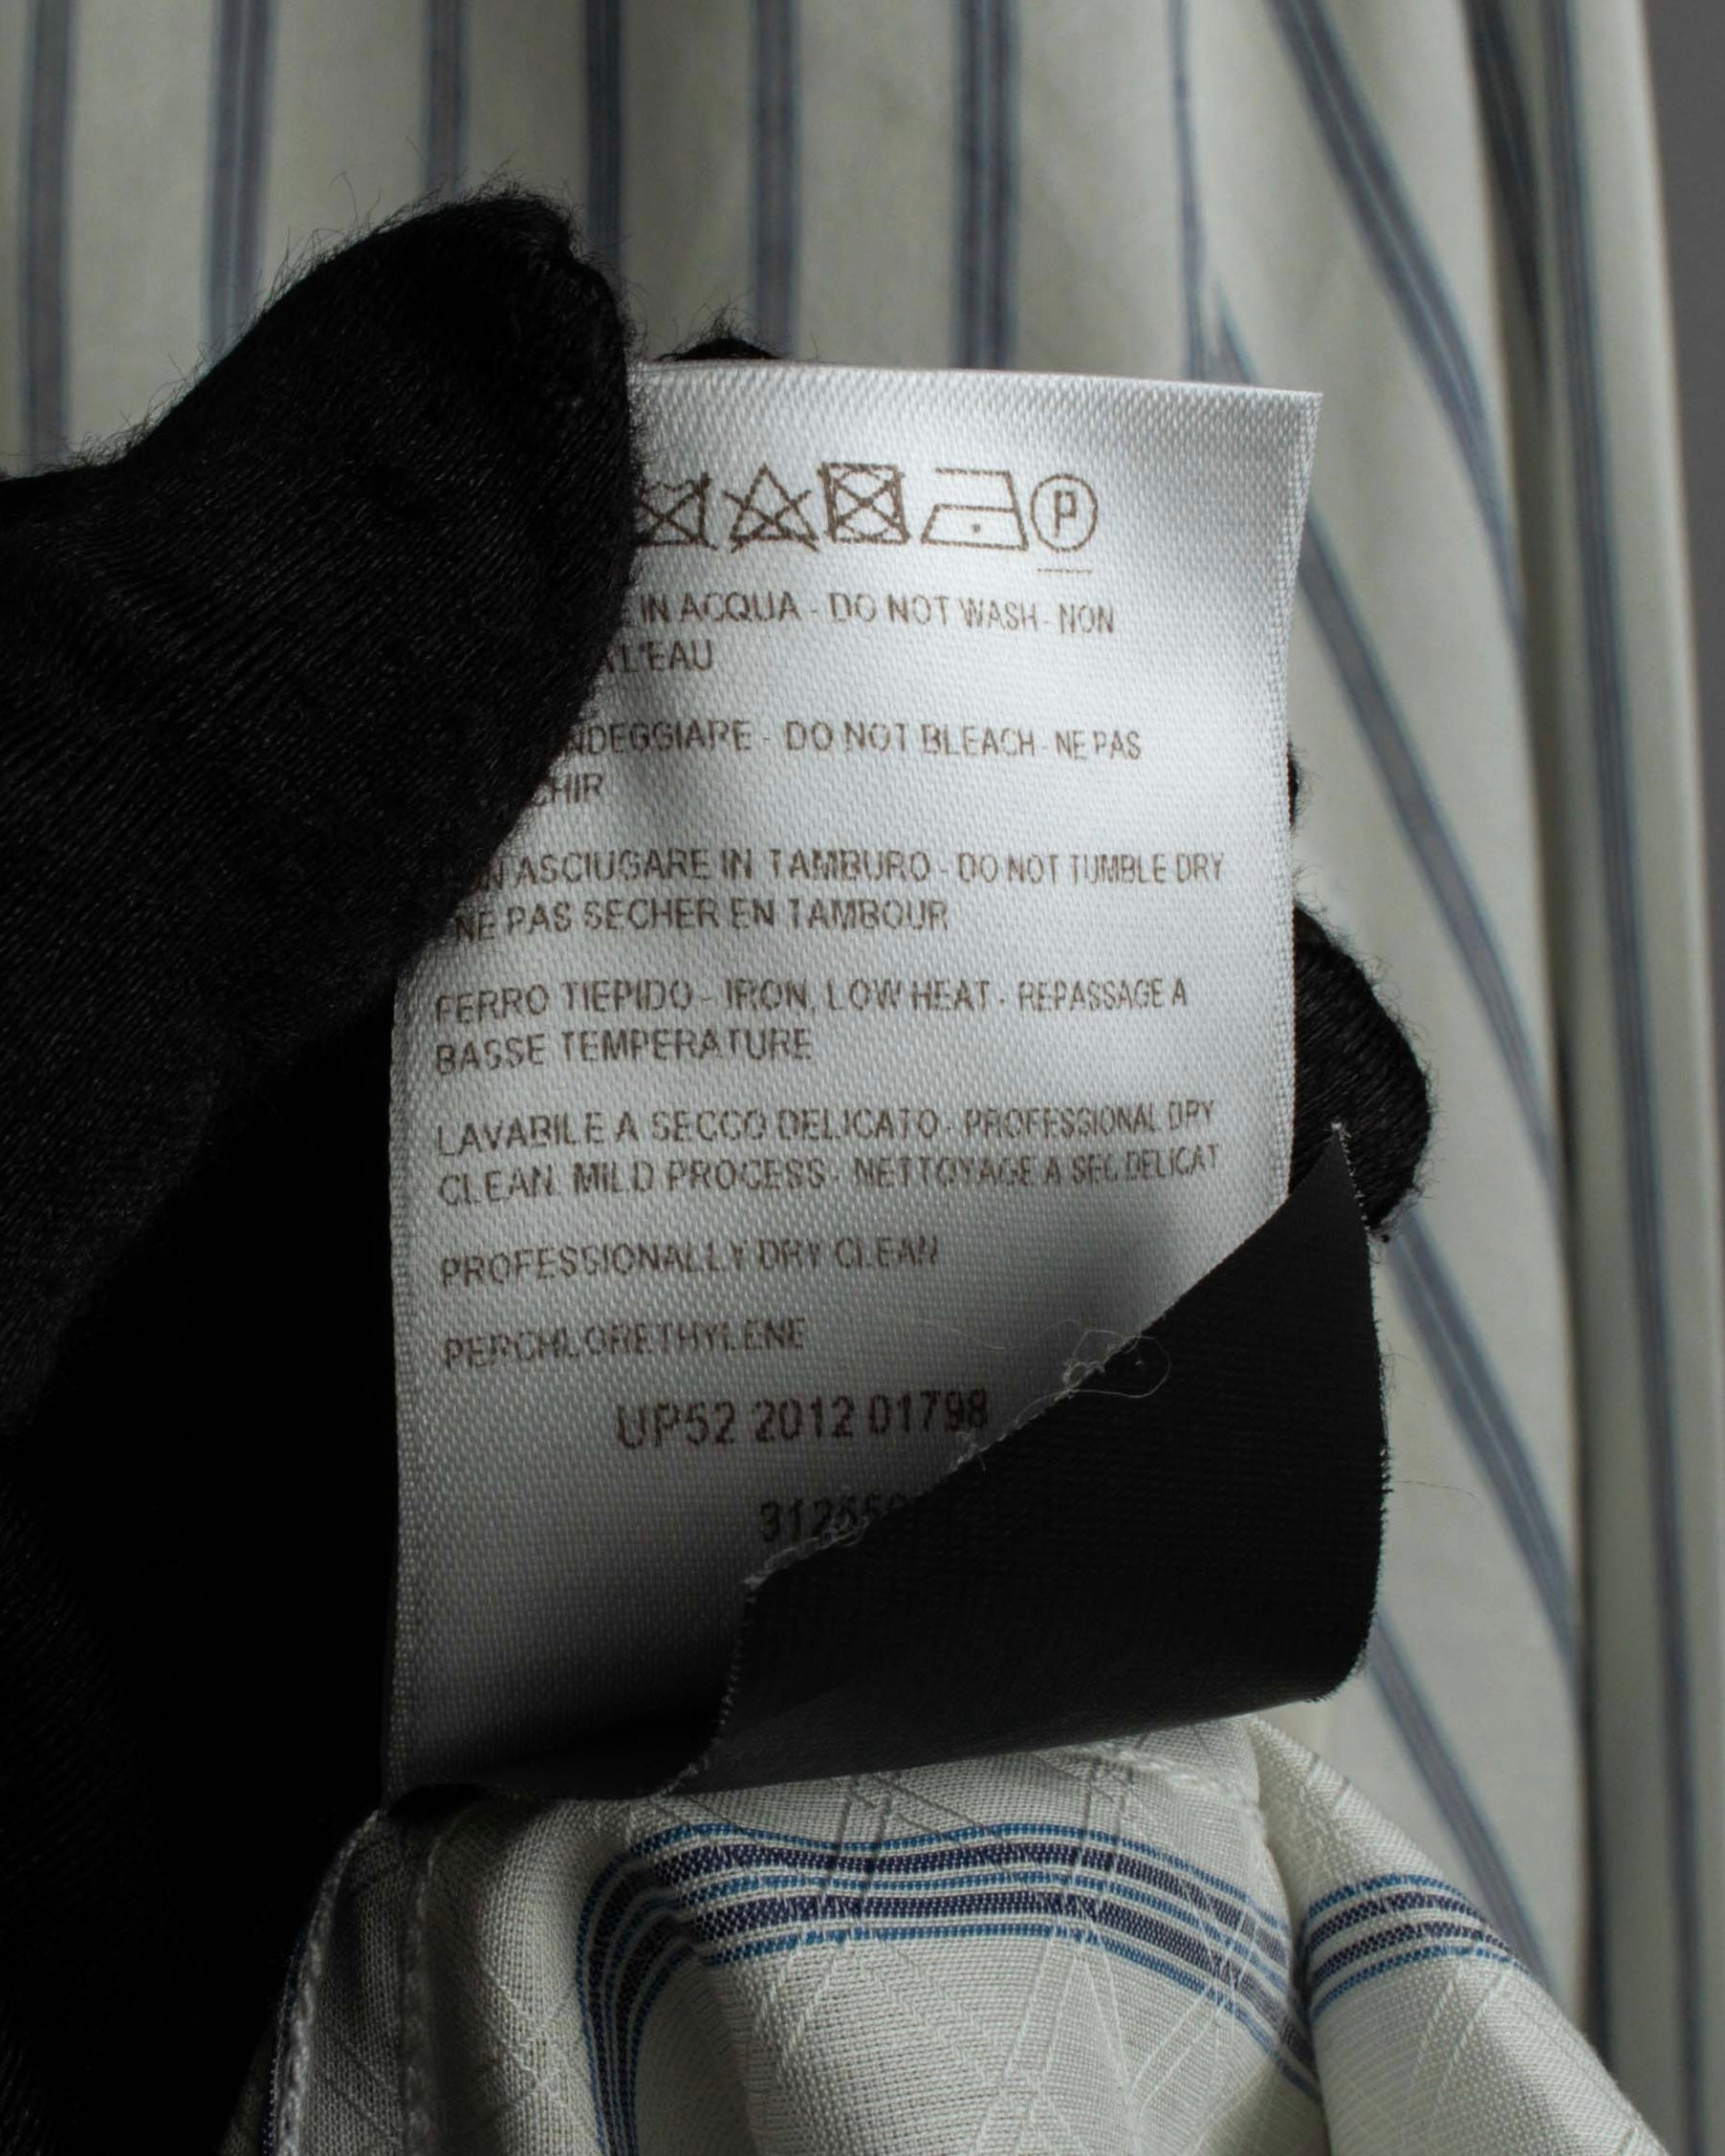 P
IN ACQUA - DO NOT WASH - NON
L'EAU
DO NOT BLEACH - NE PAS
ASCIUGARE IN TAMBURO - DO NOT TUMBLE DRY
NE PAS SECHER EN TAMBOUR
FERRO TIEPIDO - IRON, LOW HEAT - REPASSAGE A
BASSE TEMPERATURE
LAVABILE A SECCO DELICATO - PROFESSIONAL DRY
CLEAN. MILD PROCESS - NETTOYAGE A SEC DELICAT
PROFESSIONALLY DRY CLEAN
PERCHLORETHYLENE
UP52 2012 01798